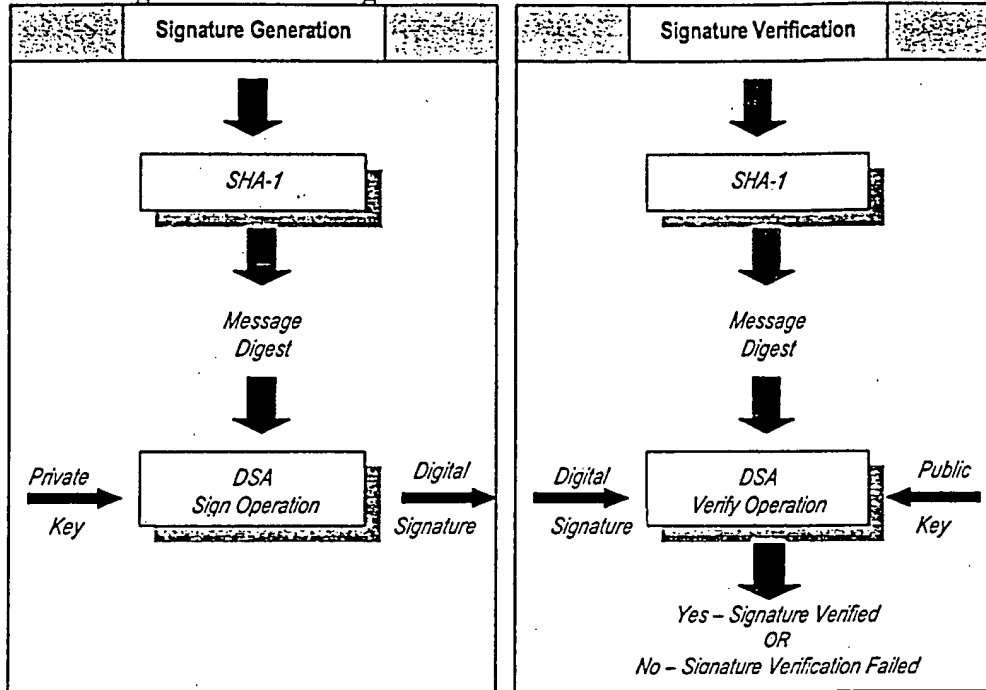 Signature Generation
SHA-1
Message
Digest
Private
Key
DSA
Sign Operation
Digital
Signature
Signature Verification
SHA-1
Message
Digest
Digital
Signature
DSA
Verify Operation
Public
Key
Yes – Signature Verified
OR
No – Signature Verification Failed